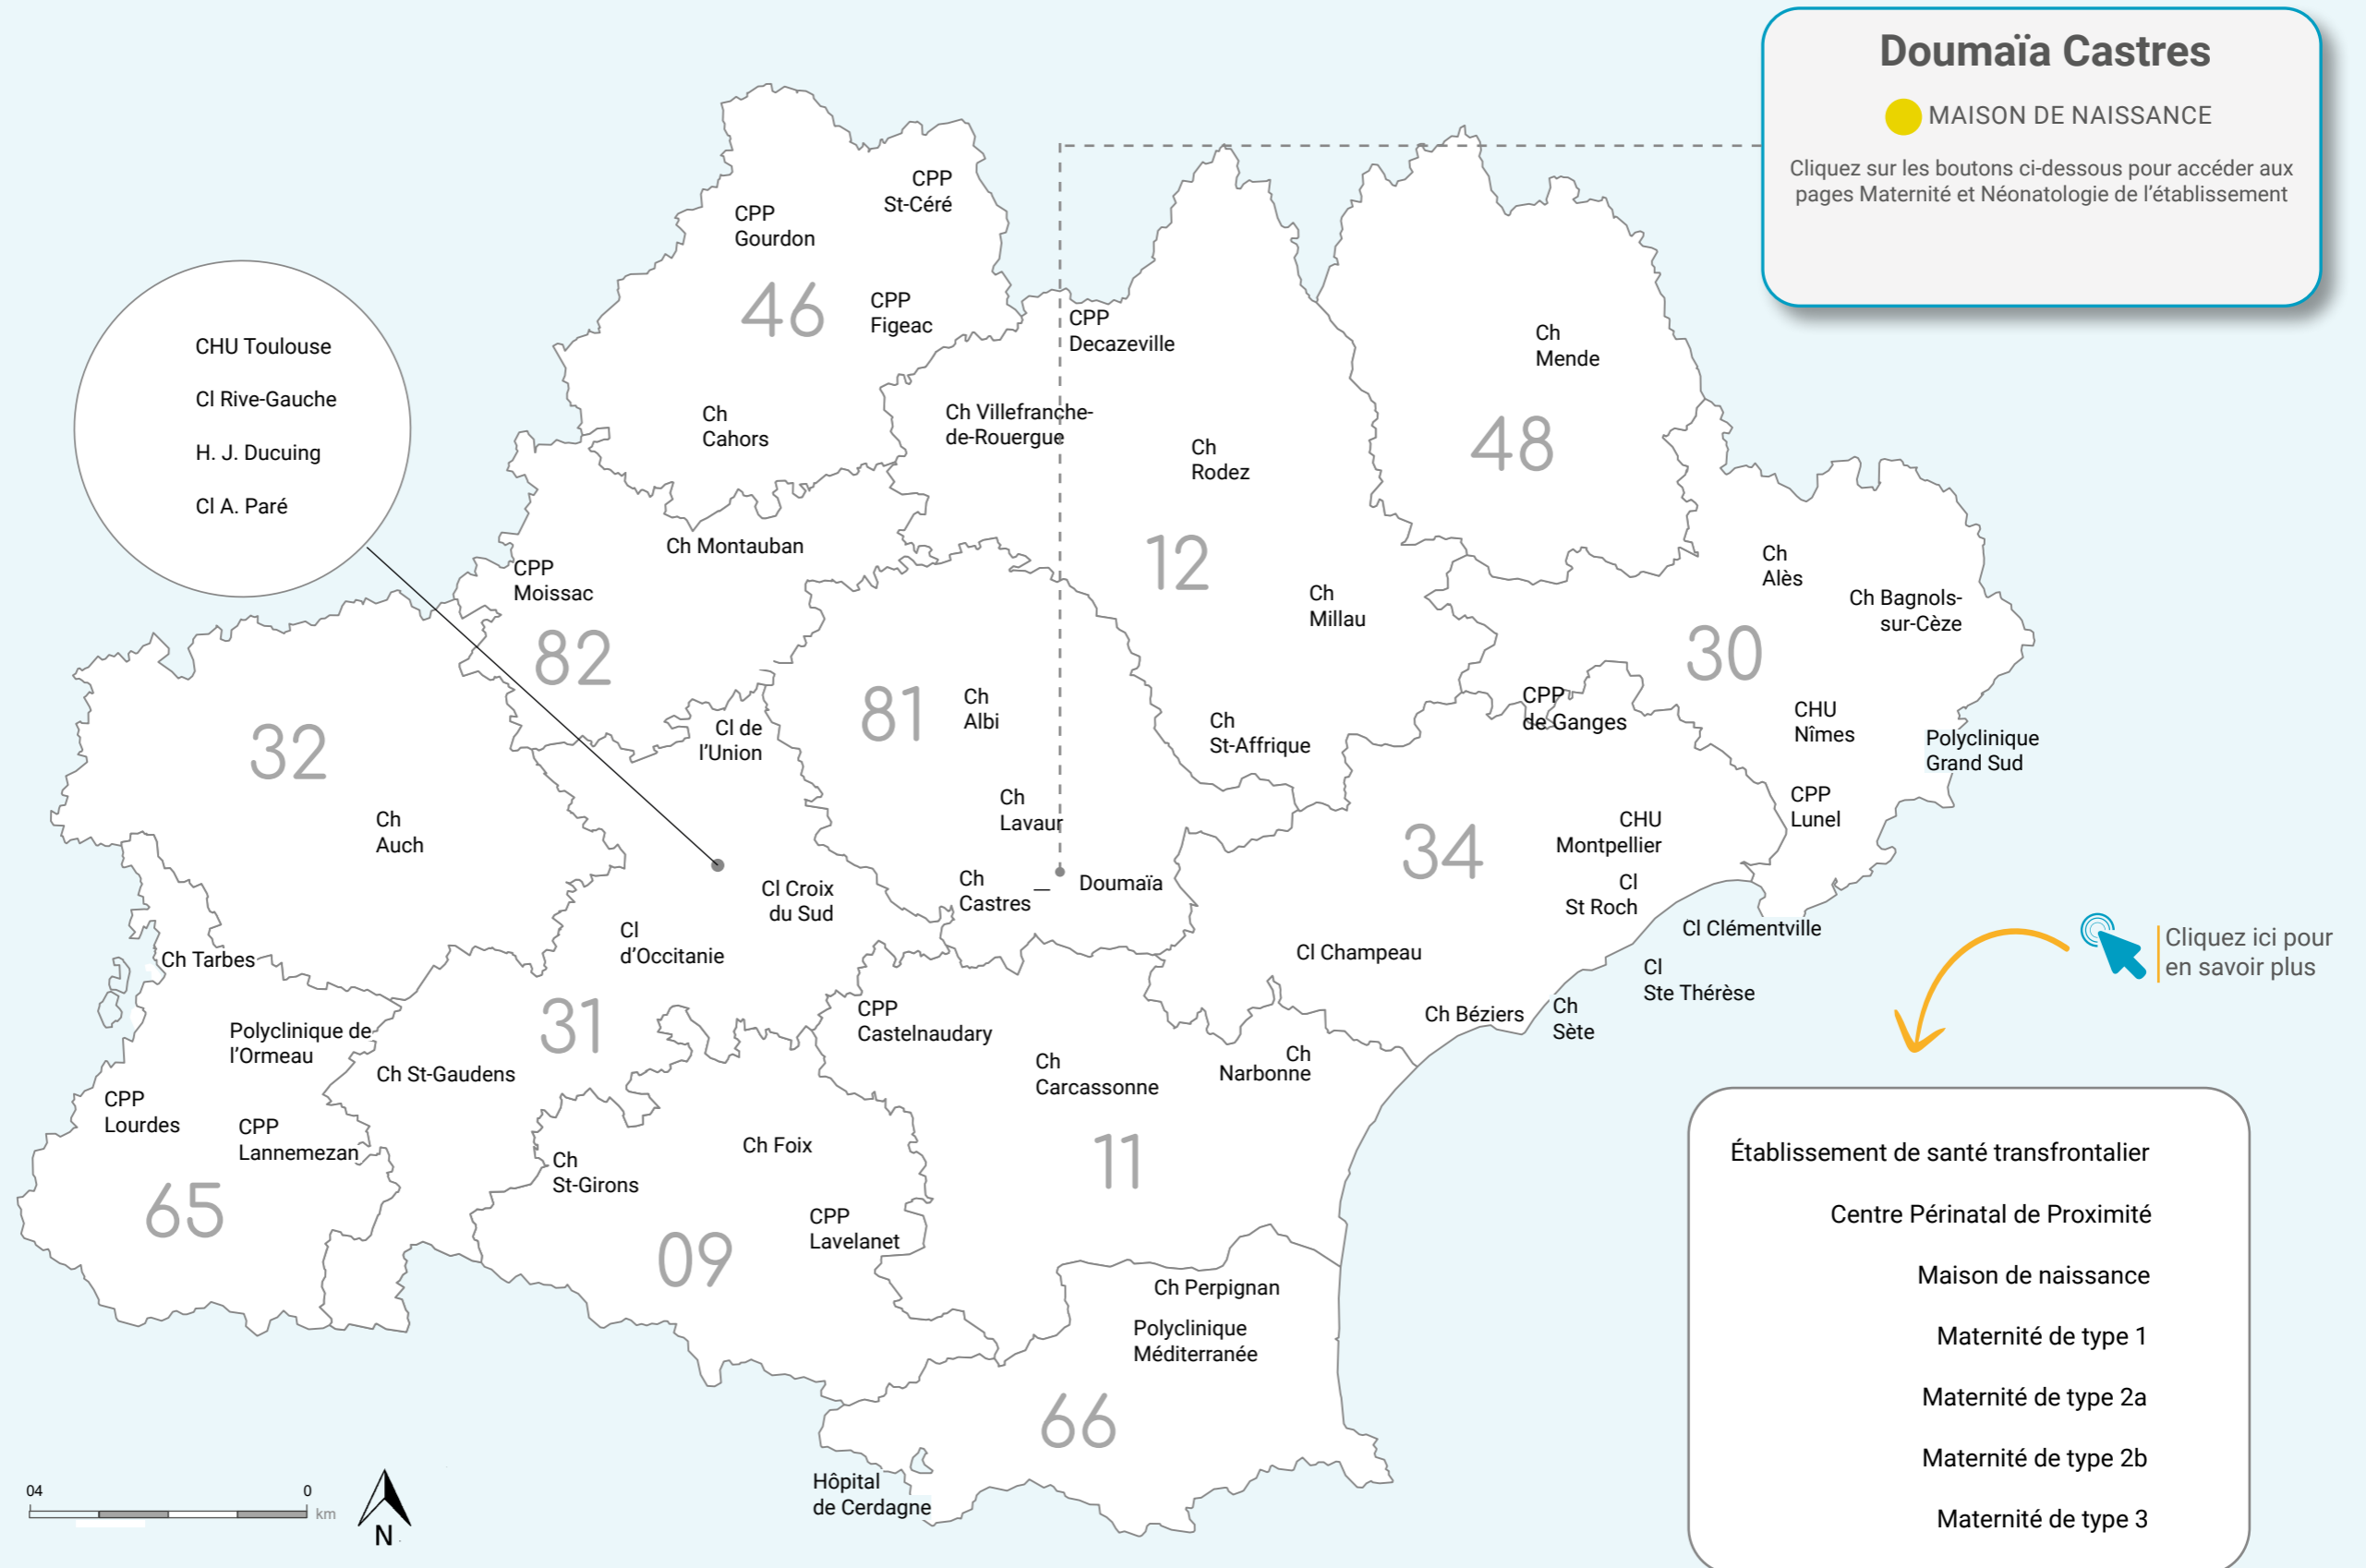 Doumaïa Castres
MAISON DE NAISSANCE
Cliquez sur les boutons ci-dessous pour accéder aux
pages Maternité et Néonatologie de l'établissement
CPP
St-Céré
CPP
Gourdon
46
CPP
Figeac
Ch
Cahors
CHU Toulouse
Cl Rive-Gauche
H. J. Ducuing
Cl A. Paré
CPP
Decazeville
Ch Villefranche-
de-Rouergue
Ch
Rodez
12
Ch
Millau
Ch
St-Affrique
Ch
Mende
48
Ch Montauban
CPP
Moissac
82
Ch
Alès
Ch Bagnols-
sur-Cèze
30
CHU
Nîmes
Polyclinique
Grand Sud
CPP
Lunel
CPP
de Ganges
81
Ch
Albi
Ch
Lavaur
Ch
Castres
Doumaïa
32
Ch
Auch
Cl de
l'Union
Cl Croix
du Sud
Cl
d'Occitanie
31
Ch St-Gaudens
34
CHU
Montpellier
Cl
St Roch
Cl Clémentville
Cl Champeau
Cl
Ste Thérèse
Ch Béziers
Ch
Sète
Cliquez ici pour
en savoir plus
Ch Tarbes
Polyclinique de
l'Ormeau
CPP
Lourdes
CPP
Lannemezan
65
CPP
Castelnaudary
Ch
Carcassonne
Ch
Narbonne
11
Ch Foix
Ch
St-Girons
CPP
Lavelanet
09
Ch Perpignan
Polyclinique
Méditerranée
66
Hôpital
de Cerdagne
Établissement de santé transfrontalier
Centre Périnatal de Proximité
Maison de naissance
Maternité de type 1
Maternité de type 2a
Maternité de type 2b
Maternité de type 3
04 0
km
N